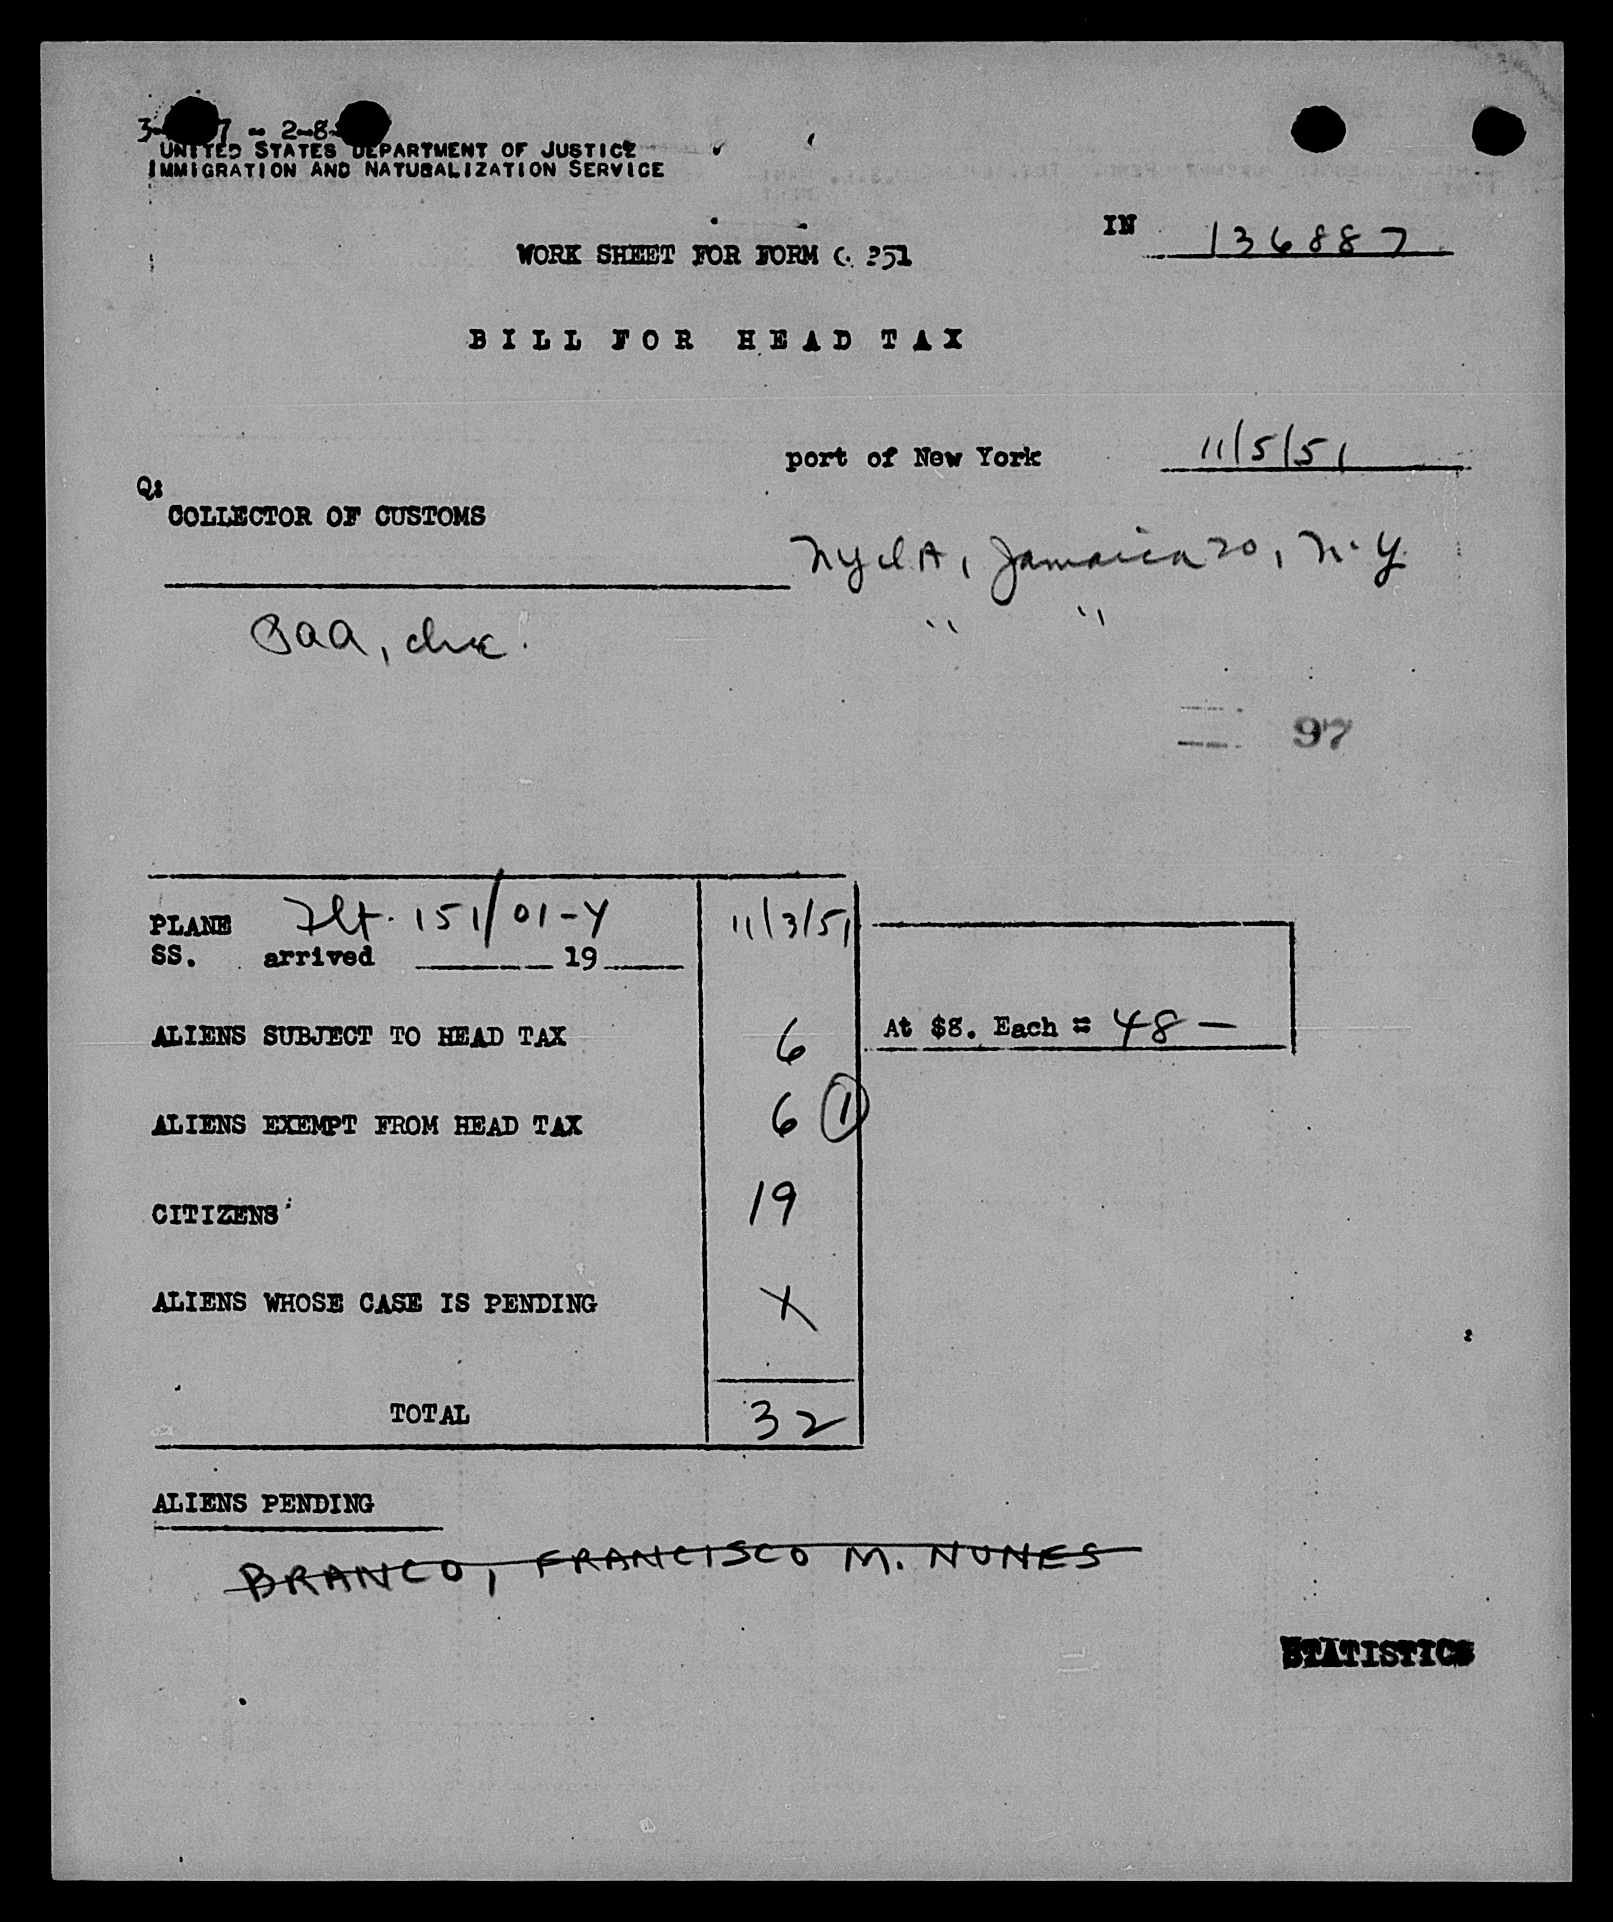 UNITED STATES DEPARTMENT OF JUSTICE
IMMIGRATION AND NATURALIZATION SERVICE
IN 136887
WORK SHEET FOR FORM 251
BILL FOR HEAD TAX
port of New York 11/5/51
COLLECTOR OF CUSTOMS
NYIA, Jamaica 20, N.Y.
PAA, Inc. " "
97
PLANE Flt. 151/01-Y 11/3/51
SS. arrived ____ 19 ____
ALIENS SUBJECT TO HEAD TAX 6 At $8. Each = 48 —
ALIENS EXEMPT FROM HEAD TAX 6 1
CITIZENS 19
ALIENS WHOSE CASE IS PENDING X
TOTAL 32
ALIENS PENDING
BRANCO, FRANCISCO M. NUNES
STATISTICS